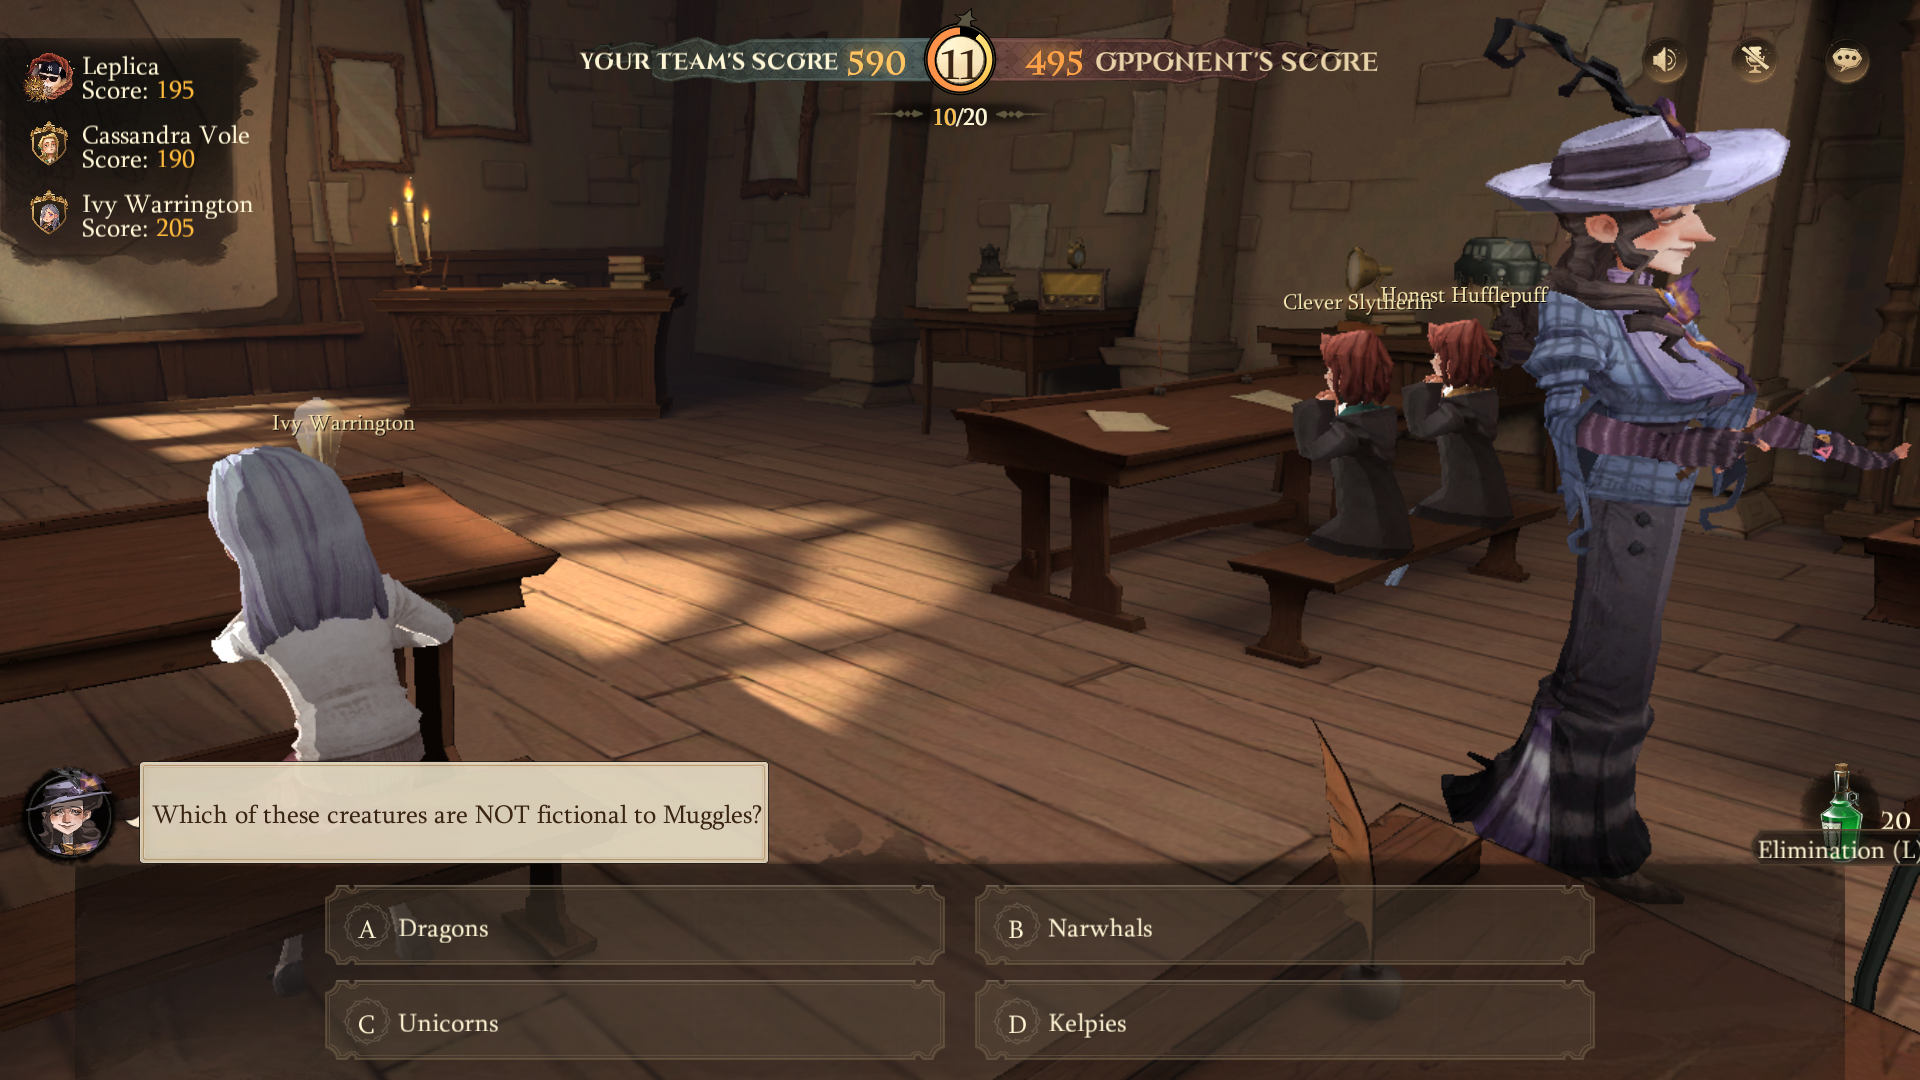 Leplica
Score: 195
Cassandra Vole
Score: 190
Ivy Warrington
Score: 205
YOUR TEAM'S SCORE 590 11 495 OPPONENT'S SCORE
10/20
Clever Slytherin
Honest Hufflepuff
Ivy Warrington
Which of these creatures are NOT fictional to Muggles?
20
Elimination (L)
A Dragons
B Narwhals
C Unicorns
D Kelpies